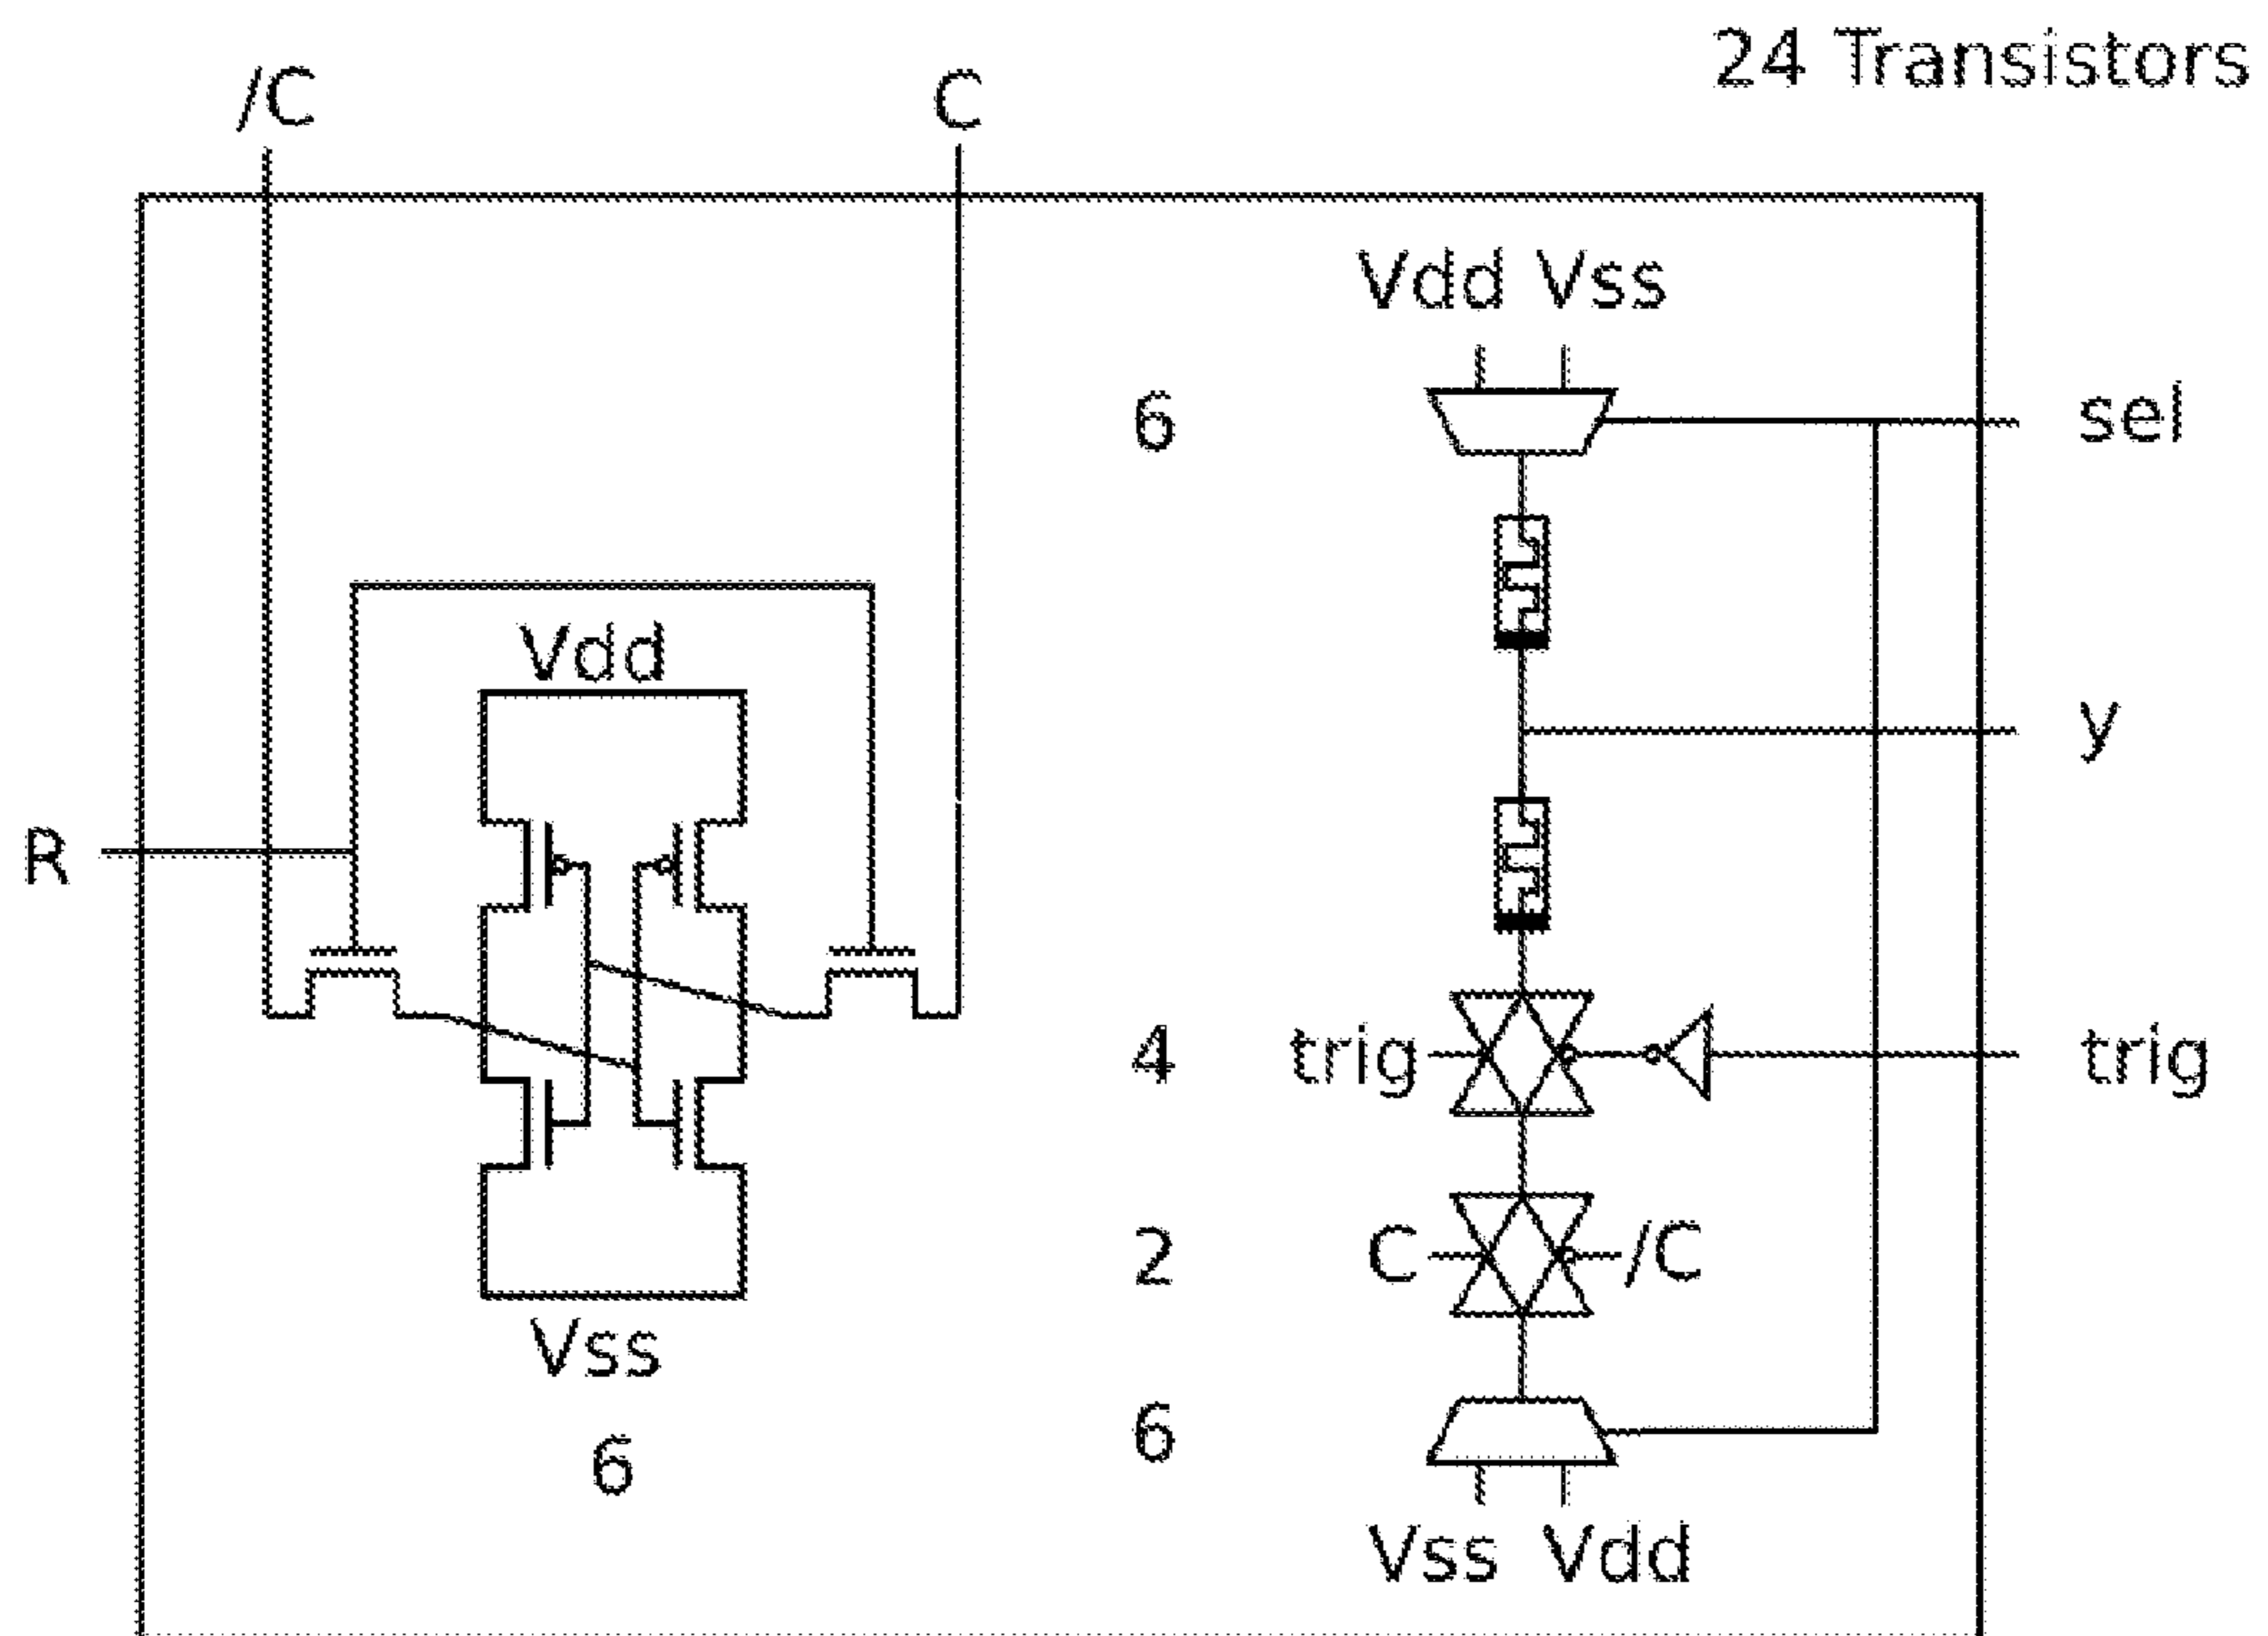 24 Transistors
/C
C
Vdd Vss
6
sel
Vdd
y
R
4
trig
trig
2
C
/C
Vss
6
6
Vss Vdd